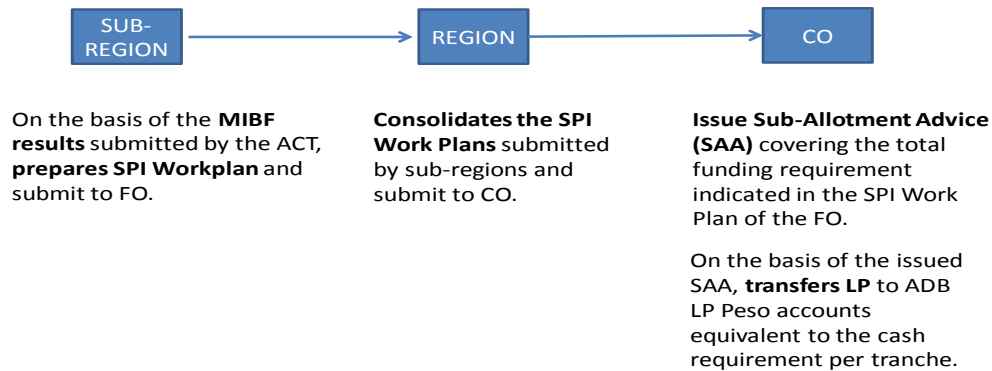 SUB-
REGION
REGION
CO
On the basis of the MIBF
results submitted by the ACT,
prepares SPI Workplan and
submit to FO.
Consolidates the SPI
Work Plans submitted
by sub-regions and
submit to CO.
Issue Sub-Allotment Advice
(SAA) covering the total
funding requirement
indicated in the SPI Work
Plan of the FO.
On the basis of the issued
SAA, transfers LP to ADB
LP Peso accounts
equivalent to the cash
requirement per tranche.